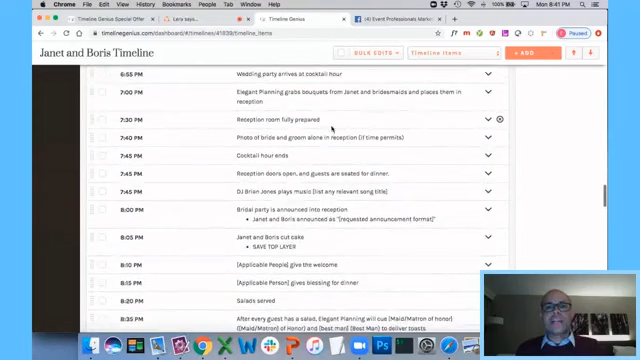 Chrome File Edit View History Bookmarks People Tab Window Help
100% Mon 8:41 PM
Timeline Genius Special Offer
Lara says...
Timeline Genius
(4) Event Professionals Market
timelinegenius.com/dashboard/#/timelines/41839/timeline_items
Janet and Boris Timeline
BULK EDITS
Timeline Items
+ ADD
6:55 PM Wedding party arrives at cocktail hour
7:00 PM Elegant Planning grabs bouquets from Janet and bridesmaids and places them in
reception
7:30 PM Reception room fully prepared
7:40 PM Photo of bride and groom alone in reception (if time permits)
7:45 PM Cocktail hour ends
7:45 PM Reception doors open, and guests are seated for dinner.
7:45 PM DJ Brian Jones plays music [list any relevant song title]
8:00 PM Bridal party is announced into reception
• Janet and Boris announced as "[requested announcement format]"
8:05 PM Janet and Boris cut cake
• SAVE TOP LAYER
8:10 PM [Applicable People] give the welcome
8:15 PM [Applicable Person] gives blessing for dinner
8:20 PM Salads served
8:35 PM After every guest has a salad, Elegant Planning will cue [Maid/Matron of honor]
([Maid/Matron of Honor) and [best man] (Best Man) to deliver toasts